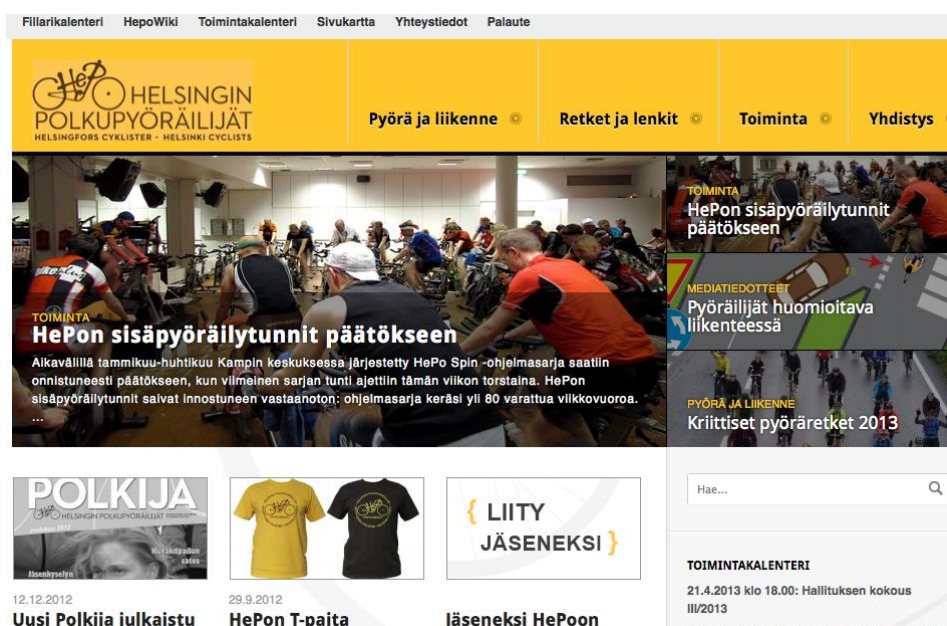 Fillarikalenteri HepoWiki Toimintakalenteri Sivukartta Yhteystiedot Palaute
HePO HELSINGIN
POLKUPYÖRÄILIJÄT
HELSINGFORS CYKLISTER - HELSINKI CYCLISTS
Pyörä ja liikenne Retket ja lenkit Toiminta Yhdistys
TOIMINTA
HePon sisäpyöräilytunnit päätökseen
Aikavälillä tammikuu-huhtikuu Kampin keskuksessa järjestetty HePo Spin -ohjelmasarja saatiin
onnistuneesti päätökseen, kun viimeinen sarjan tunti ajettiin tämän viikon torstaina. HePon
sisäpyöräilytunnit saivat innostuneen vastaanoton: ohjelmasarja keräsi yli 80 varattua viikkovuoroa.
...
TOIMINTA
HePon sisäpyöräilytunnit
päätökseen
MEDIATIEDOTTEET
Pyöräilijät huomioitava
liikenteessä
PYÖRÄ JA LIIKENNE
Kriittiset pyöräretket 2013
POLKIJA
HELSINGIN POLKUPYÖRÄILIJÄT
Jäsenkyselyn
12.12.2012
Uusi Polkija julkaistu
29.9.2012
HePon T-paita
{ LIITY
JÄSENEKSI }
Jäseneksi HePoon
Hae...
TOIMINTAKALENTERI
21.4.2013 klo 18.00: Hallituksen kokous
III/2013